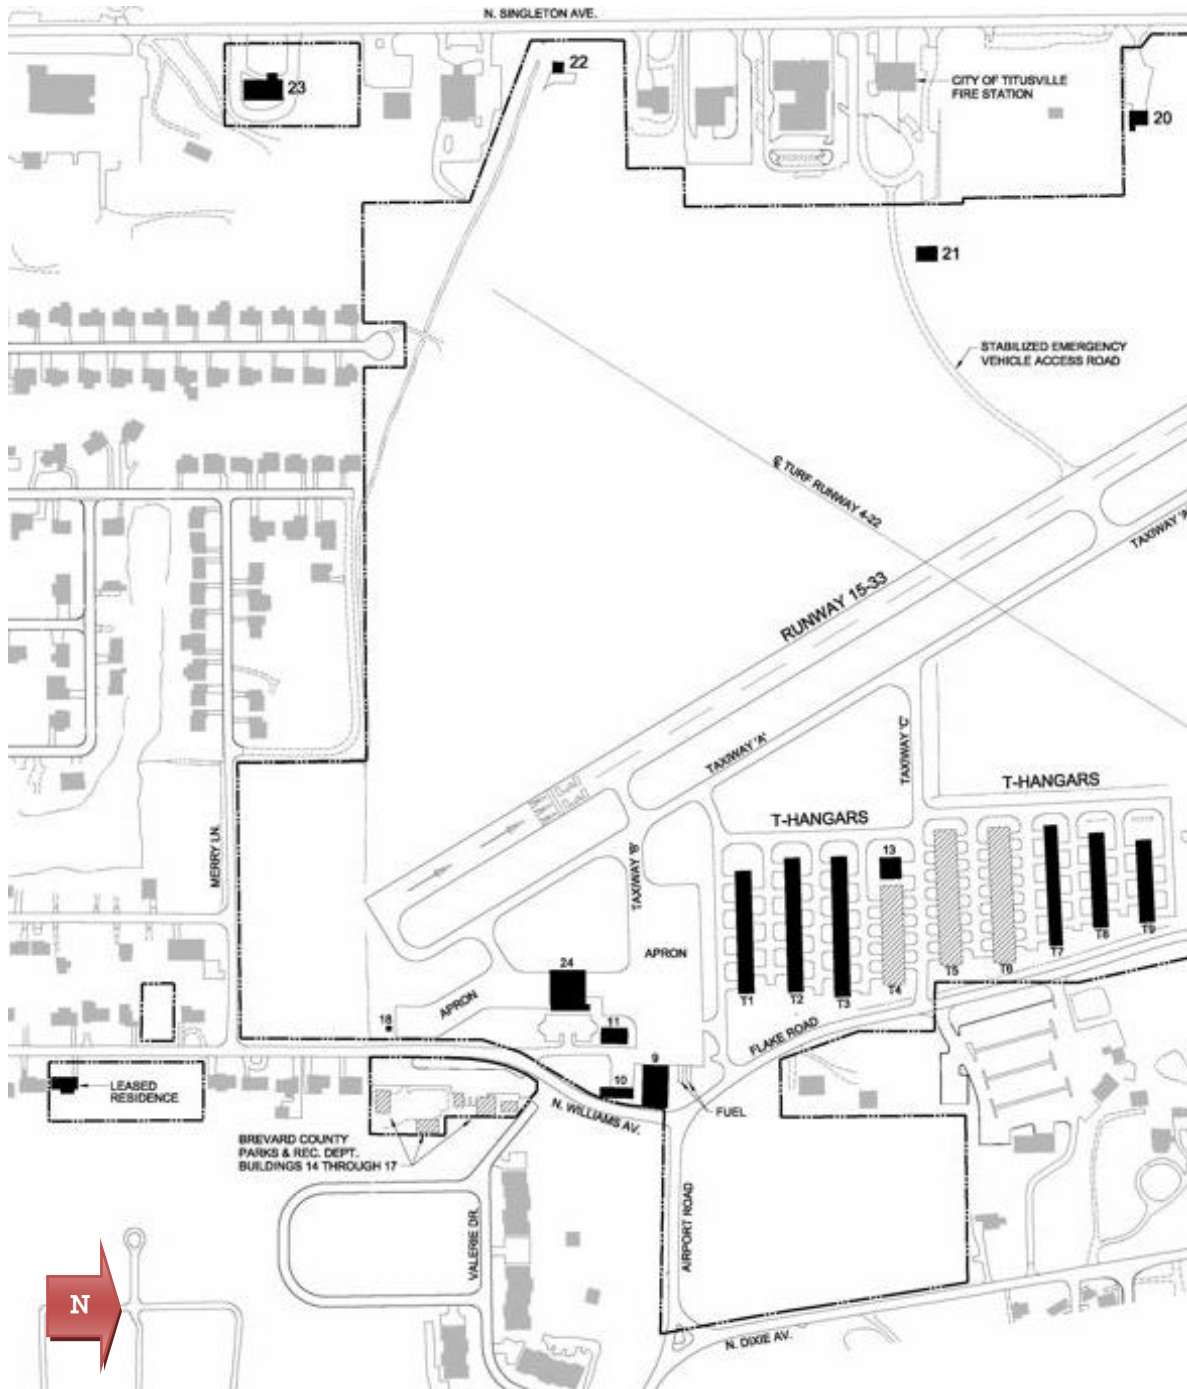 N. SINGLETON AVE.
22
23
CITY OF TITUSVILLE
FIRE STATION
20
21
STABILIZED EMERGENCY
VEHICLE ACCESS ROAD
℄ TURF RUNWAY 4-22
TAXIWAY 'A'
RUNWAY 15-33
TAXIWAY 'A'
TAXIWAY 'C'
T-HANGARS
T-HANGARS
MERRY LN.
TAXIWAY 'B'
13
T1
T2
T3
T4
T5
T6
T7
T8
T9
APRON
24
APRON
18
11
FLAKE ROAD
9
10
LEASED
RESIDENCE
N. WILLIAMS AV.
FUEL
BREVARD COUNTY
PARKS & REC. DEPT.
BUILDINGS 14 THROUGH 17
VALERIE DR.
AIRPORT ROAD
N
N. DIXIE AV.